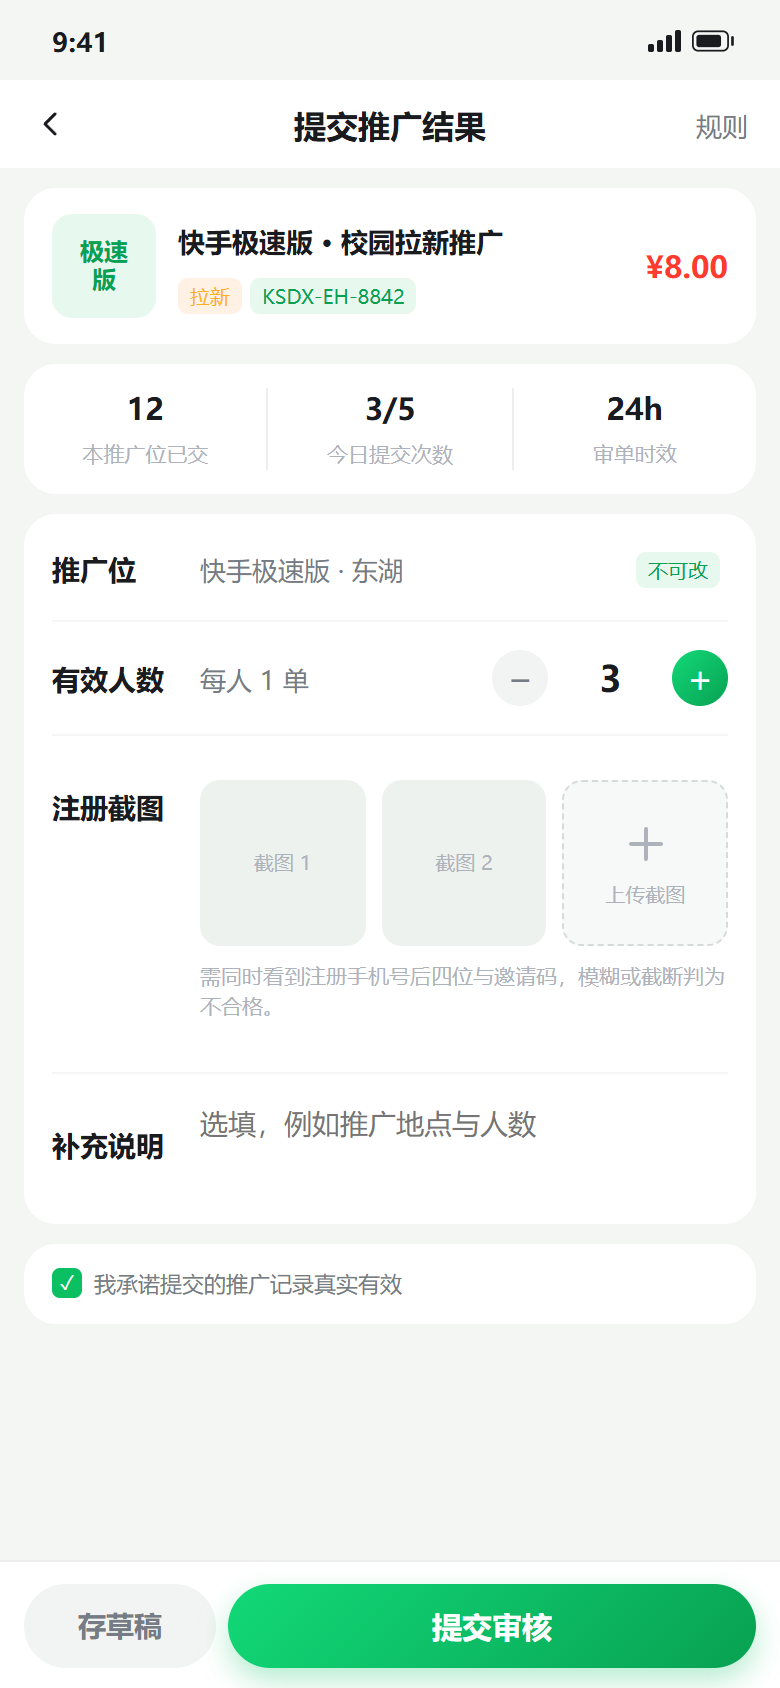 9:41
提交推广结果
规则
极速
版
快手极速版 · 校园拉新推广
拉新
KSDX-EH-8842
¥8.00
12
本推广位已交
3/5
今日提交次数
24h
审单时效
推广位
快手极速版 · 东湖
不可改
有效人数
每人 1 单
−
3
+
注册截图
截图 1
截图 2
上传截图
需同时看到注册手机号后四位与邀请码，模糊或截断判为
不合格。
补充说明
选填，例如推广地点与人数
✓ 我承诺提交的推广记录真实有效
存草稿
提交审核